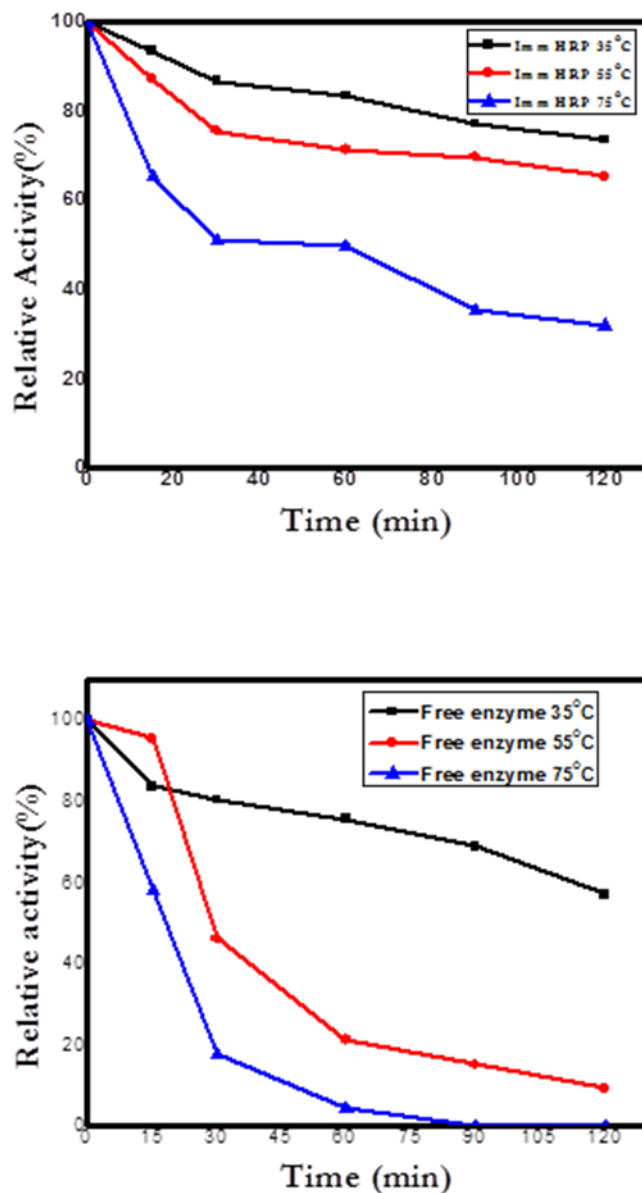 100
80
60
40
20
0
Relative Activity(%)
Imm HRP 35°C
Imm HRP 55°C
Imm HRP 75°C
0 20 40 60 80 100 120
Time (min)
100
80
60
40
20
0
Relative activity(%)
Free enzyme 35°C
Free enzyme 55°C
Free enzyme 75°C
0 15 30 45 60 75 90 105 120
Time (min)